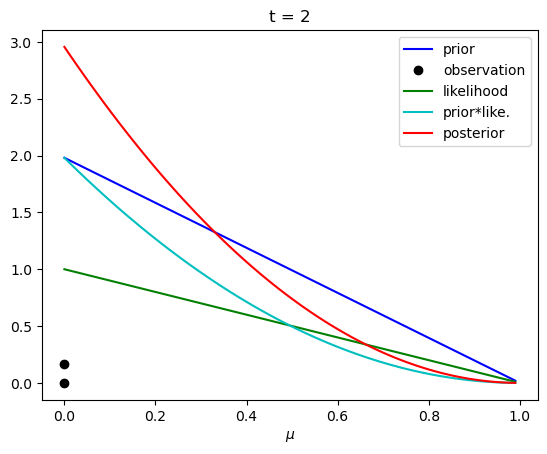 t = 2
prior
observation
likelihood
prior*like.
posterior
3.0
2.5
2.0
1.5
1.0
0.5
0.0
0.0 0.2 0.4 0.6 0.8 1.0
μ